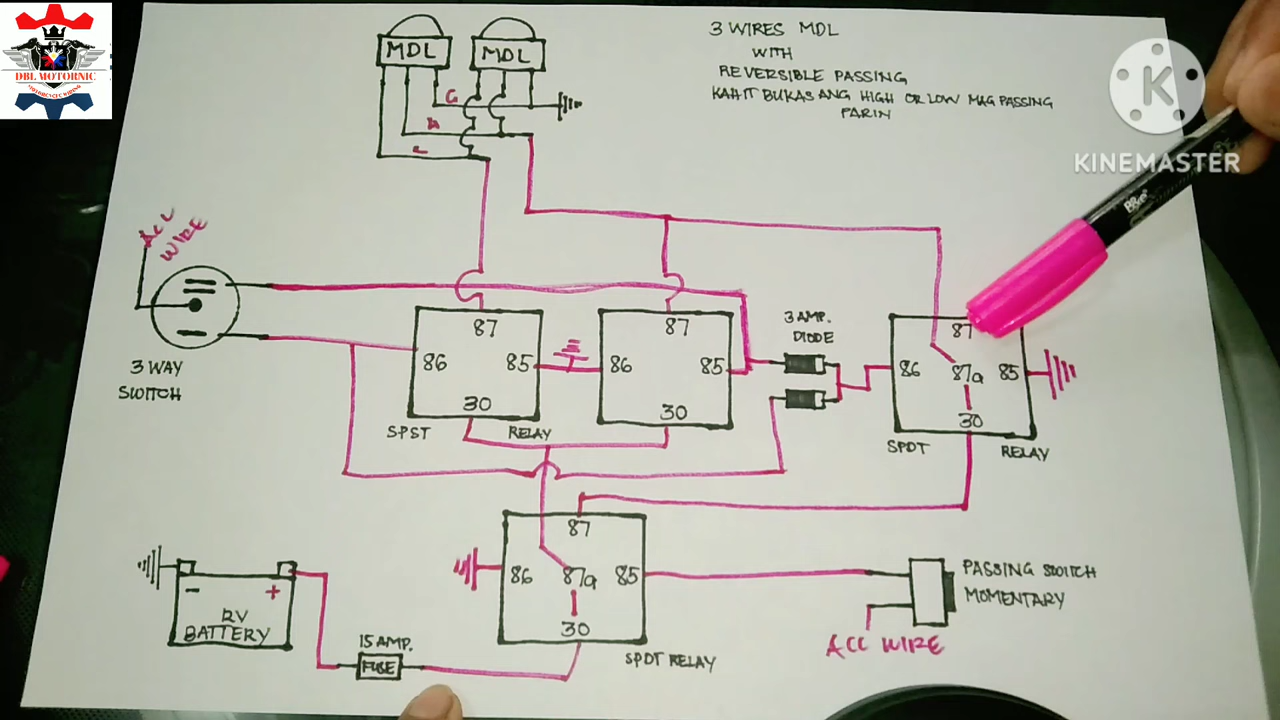 DBL MOTORNIC
MOTORCYCLE WIRING
MDL
MDL
3 WIRES MDL
WITH
REVERSIBLE PASSING
KAHIT BUKAS ANG HIGH OR LOW MAG PASSING
PARIN
K
KINEMASTER
G
H
L
ACC
WIRE
3 WAY
SWITCH
87
86
85
30
SPST
RELAY
87
86
85
30
3 AMP.
DIODE
87
86
87a
85
30
SPDT
RELAY
87
86
87a
85
30
SPDT RELAY
PASSING SWITCH
MOMENTARY
ACC WIRE
- +
12V
BATTERY
15 AMP.
FUSE